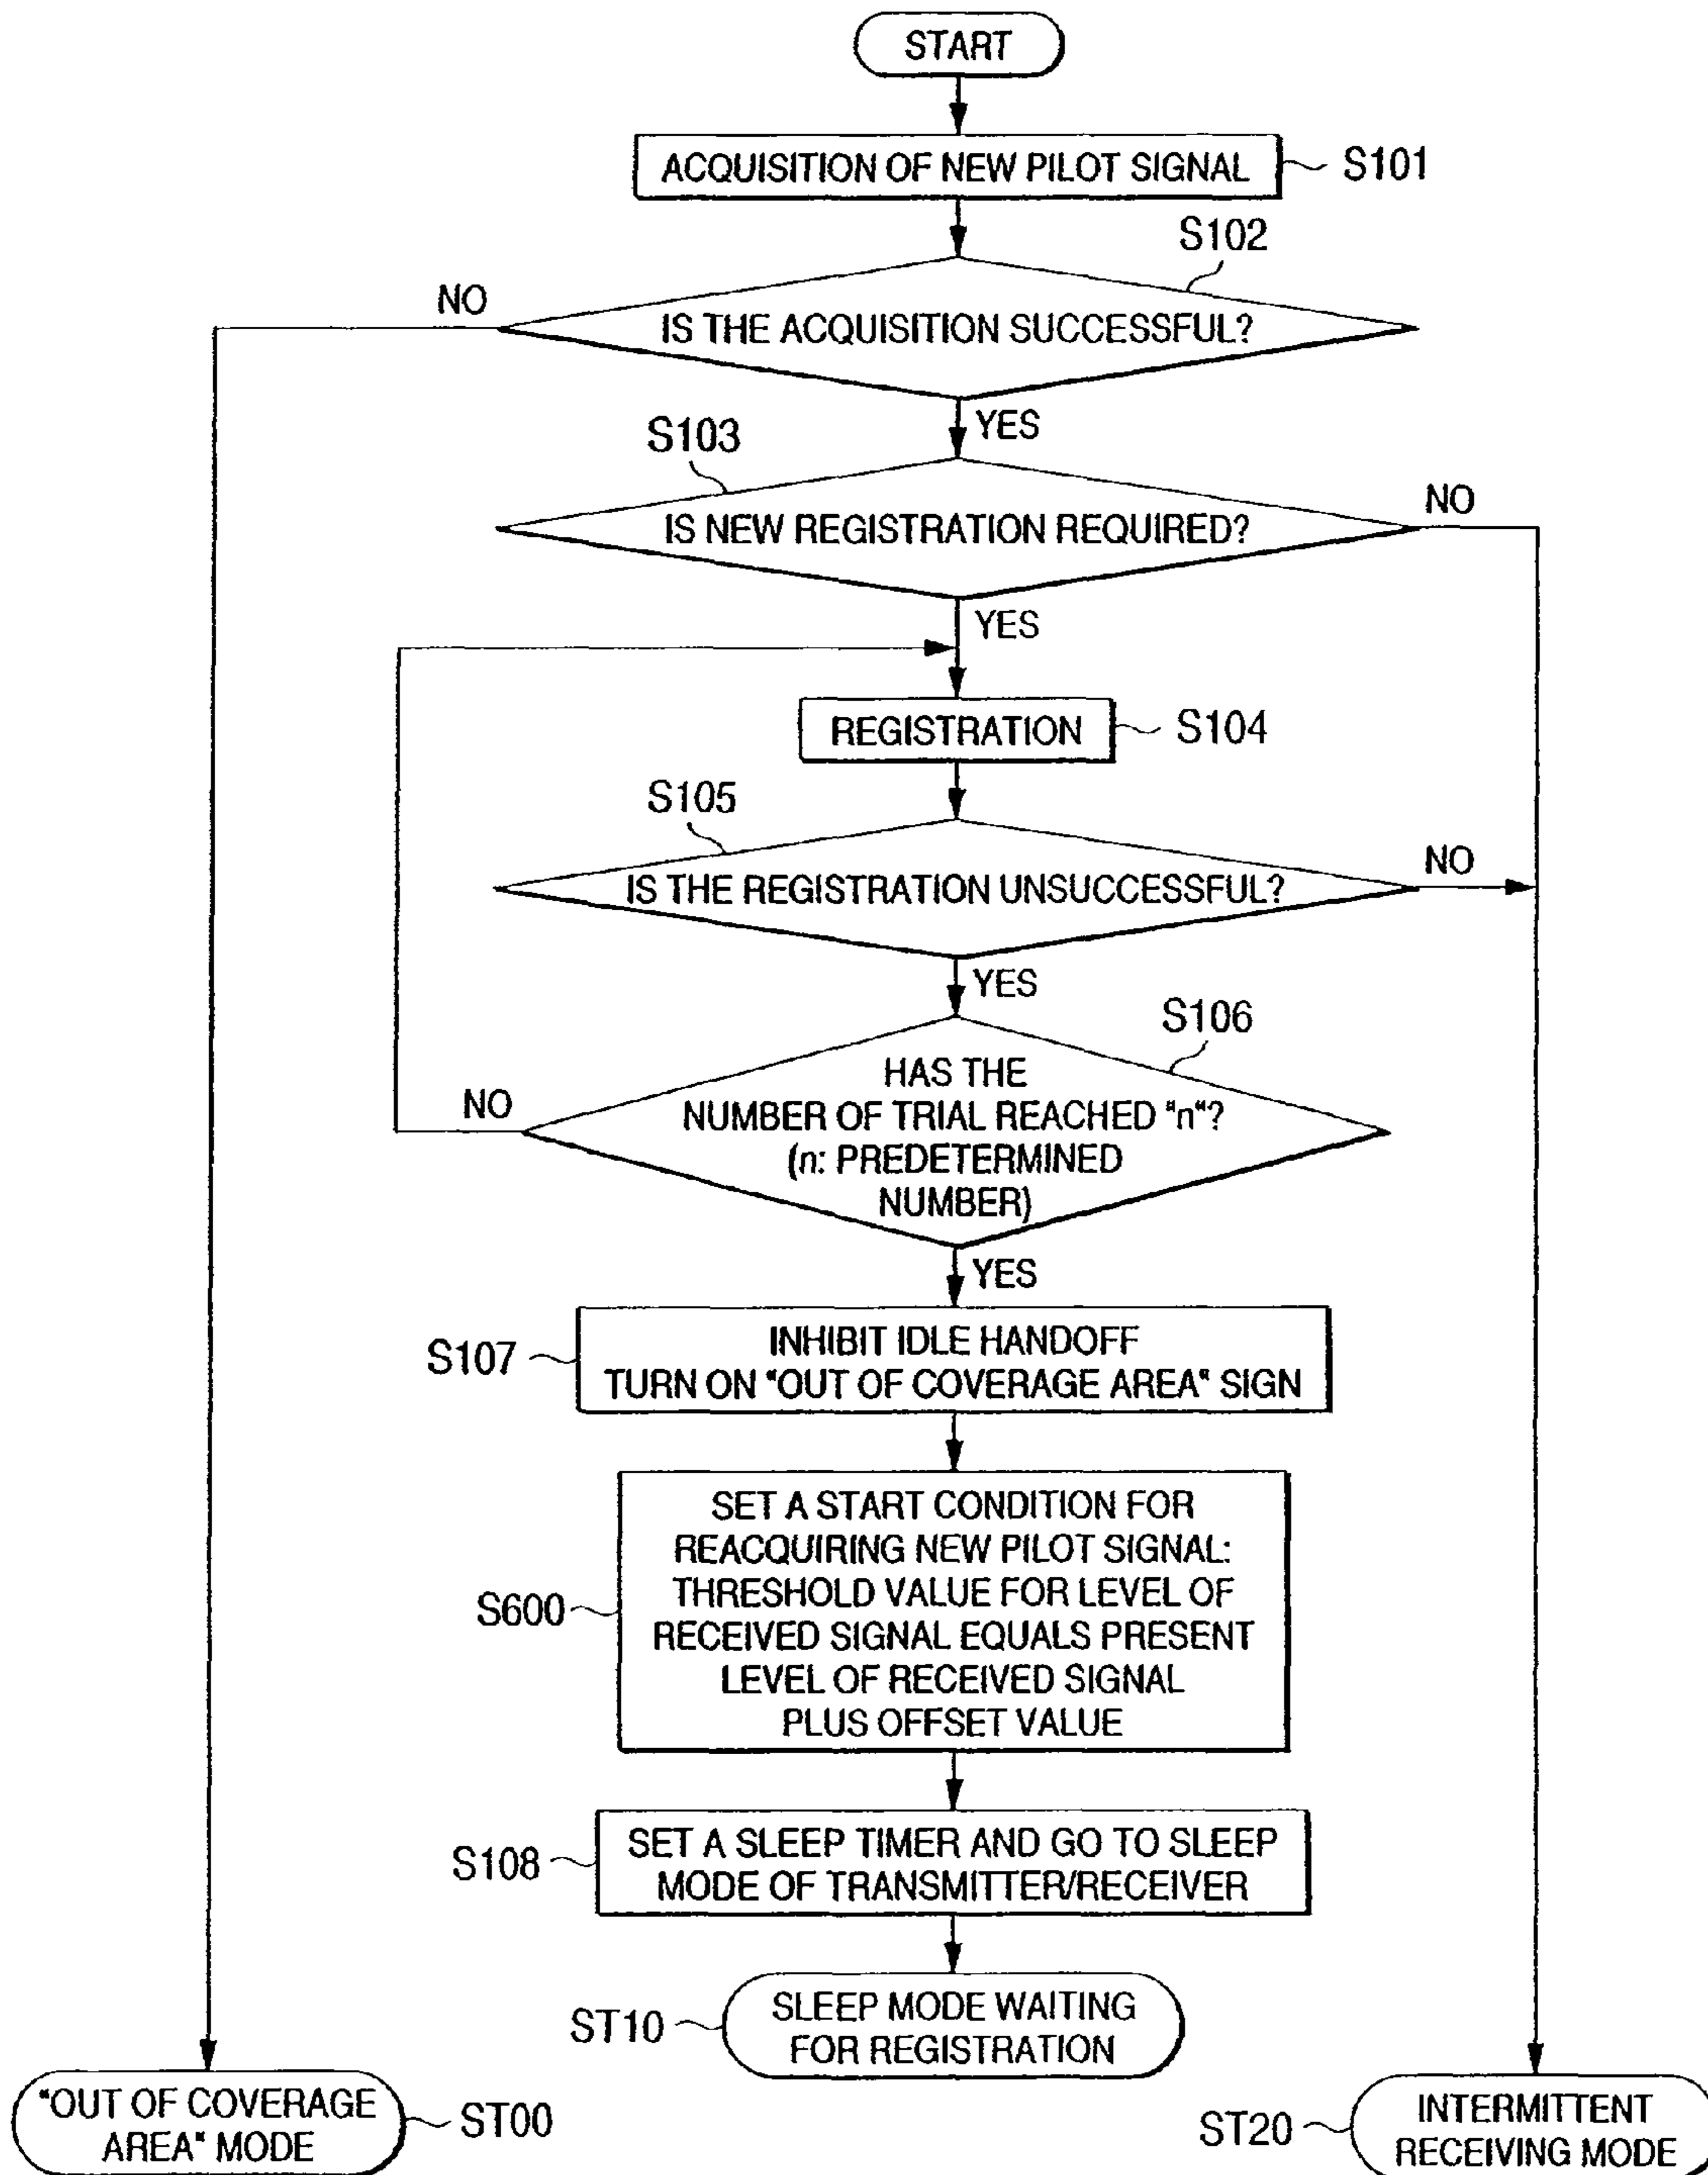 START
ACQUISITION OF NEW PILOT SIGNAL
S101
S102
NO
IS THE ACQUISITION SUCCESSFUL?
YES
S103
NO
IS NEW REGISTRATION REQUIRED?
YES
REGISTRATION
S104
S105
NO
IS THE REGISTRATION UNSUCCESSFUL?
YES
S106
HAS THE
NO
NUMBER OF TRIAL REACHED "n"?
(n: PREDETERMINED
NUMBER)
YES
S107
INHIBIT IDLE HANDOFF
TURN ON "OUT OF COVERAGE AREA" SIGN
S600
SET A START CONDITION FOR
REACQUIRING NEW PILOT SIGNAL:
THRESHOLD VALUE FOR LEVEL OF
RECEIVED SIGNAL EQUALS PRESENT
LEVEL OF RECEIVED SIGNAL
PLUS OFFSET VALUE
S108
SET A SLEEP TIMER AND GO TO SLEEP
MODE OF TRANSMITTER/RECEIVER
ST10
SLEEP MODE WAITING
FOR REGISTRATION
"OUT OF COVERAGE
AREA" MODE
ST00
ST20
INTERMITTENT
RECEIVING MODE